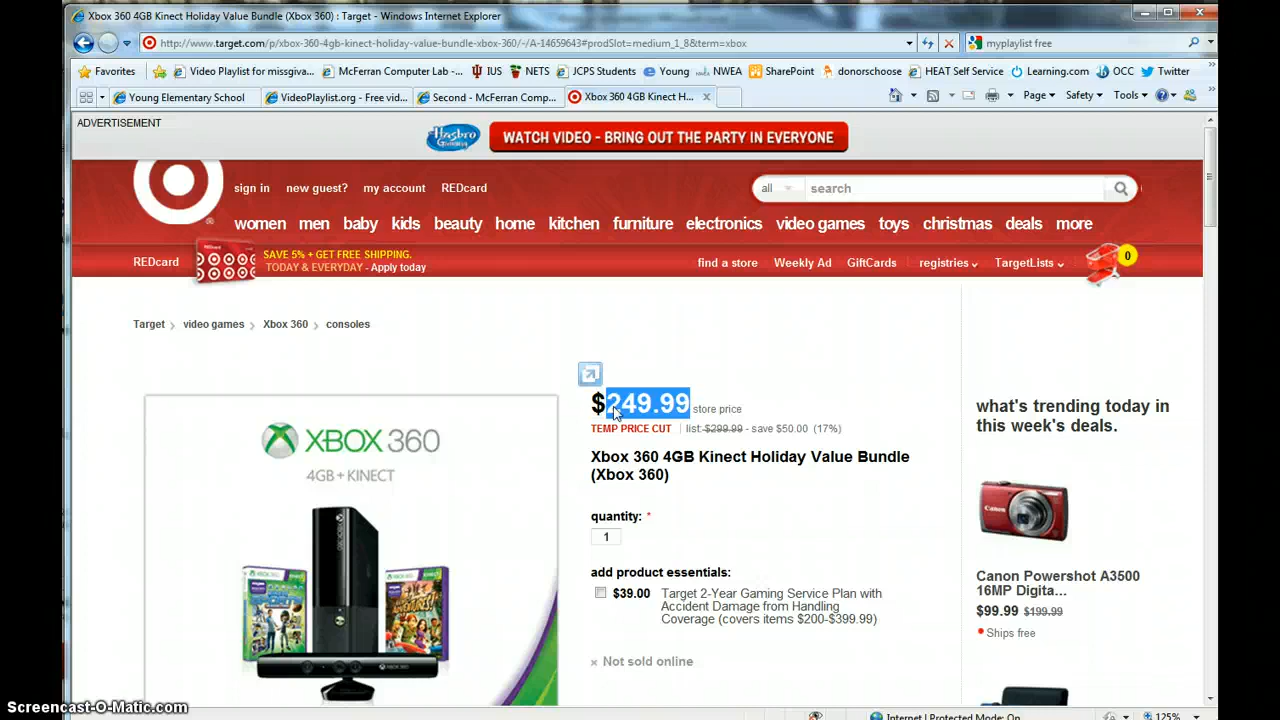 Xbox 360 4GB Kinect Holiday Value Bundle (Xbox 360) : Target - Windows Internet Explorer
http://www.target.com/p/xbox-360-4gb-kinect-holiday-value-bundle-xbox-360/-/A-14659643#prodSlot=medium_1_8&term=xbox
myplaylist free
Favorites Video Playlist for missgiva... McFerran Computer Lab -... IUS NETS JCPS Students Young NWEA SharePoint donorschoose HEAT Self Service Learning.com OCC Twitter
Young Elementary School VideoPlaylist.org - Free vid... Second - McFerran Comp... Xbox 360 4GB Kinect H... Page Safety Tools
ADVERTISEMENT
Hasbro WATCH VIDEO - BRING OUT THE PARTY IN EVERYONE
sign in new guest? my account REDcard all search
women men baby kids beauty home kitchen furniture electronics video games toys christmas deals more
REDcard SAVE 5% + GET FREE SHIPPING. find a store Weekly Ad GiftCards registries TargetLists 0
TODAY & EVERYDAY - Apply today
Target video games Xbox 360 consoles
$249.99 store price
TEMP PRICE CUT list: $299.99 - save $50.00 (17%)
Xbox 360 4GB Kinect Holiday Value Bundle
(Xbox 360)
quantity: *
1
add product essentials:
$39.00 Target 2-Year Gaming Service Plan with
Accident Damage from Handling
Coverage (covers items $200-$399.99)
× Not sold online
XBOX 360
4GB + KINECT
what's trending today in
this week's deals.
Canon
Canon Powershot A3500
16MP Digita...
$99.99 $199.99
Ships free
Screencast-O-Matic.com
Internet | Protected Mode: On 125%